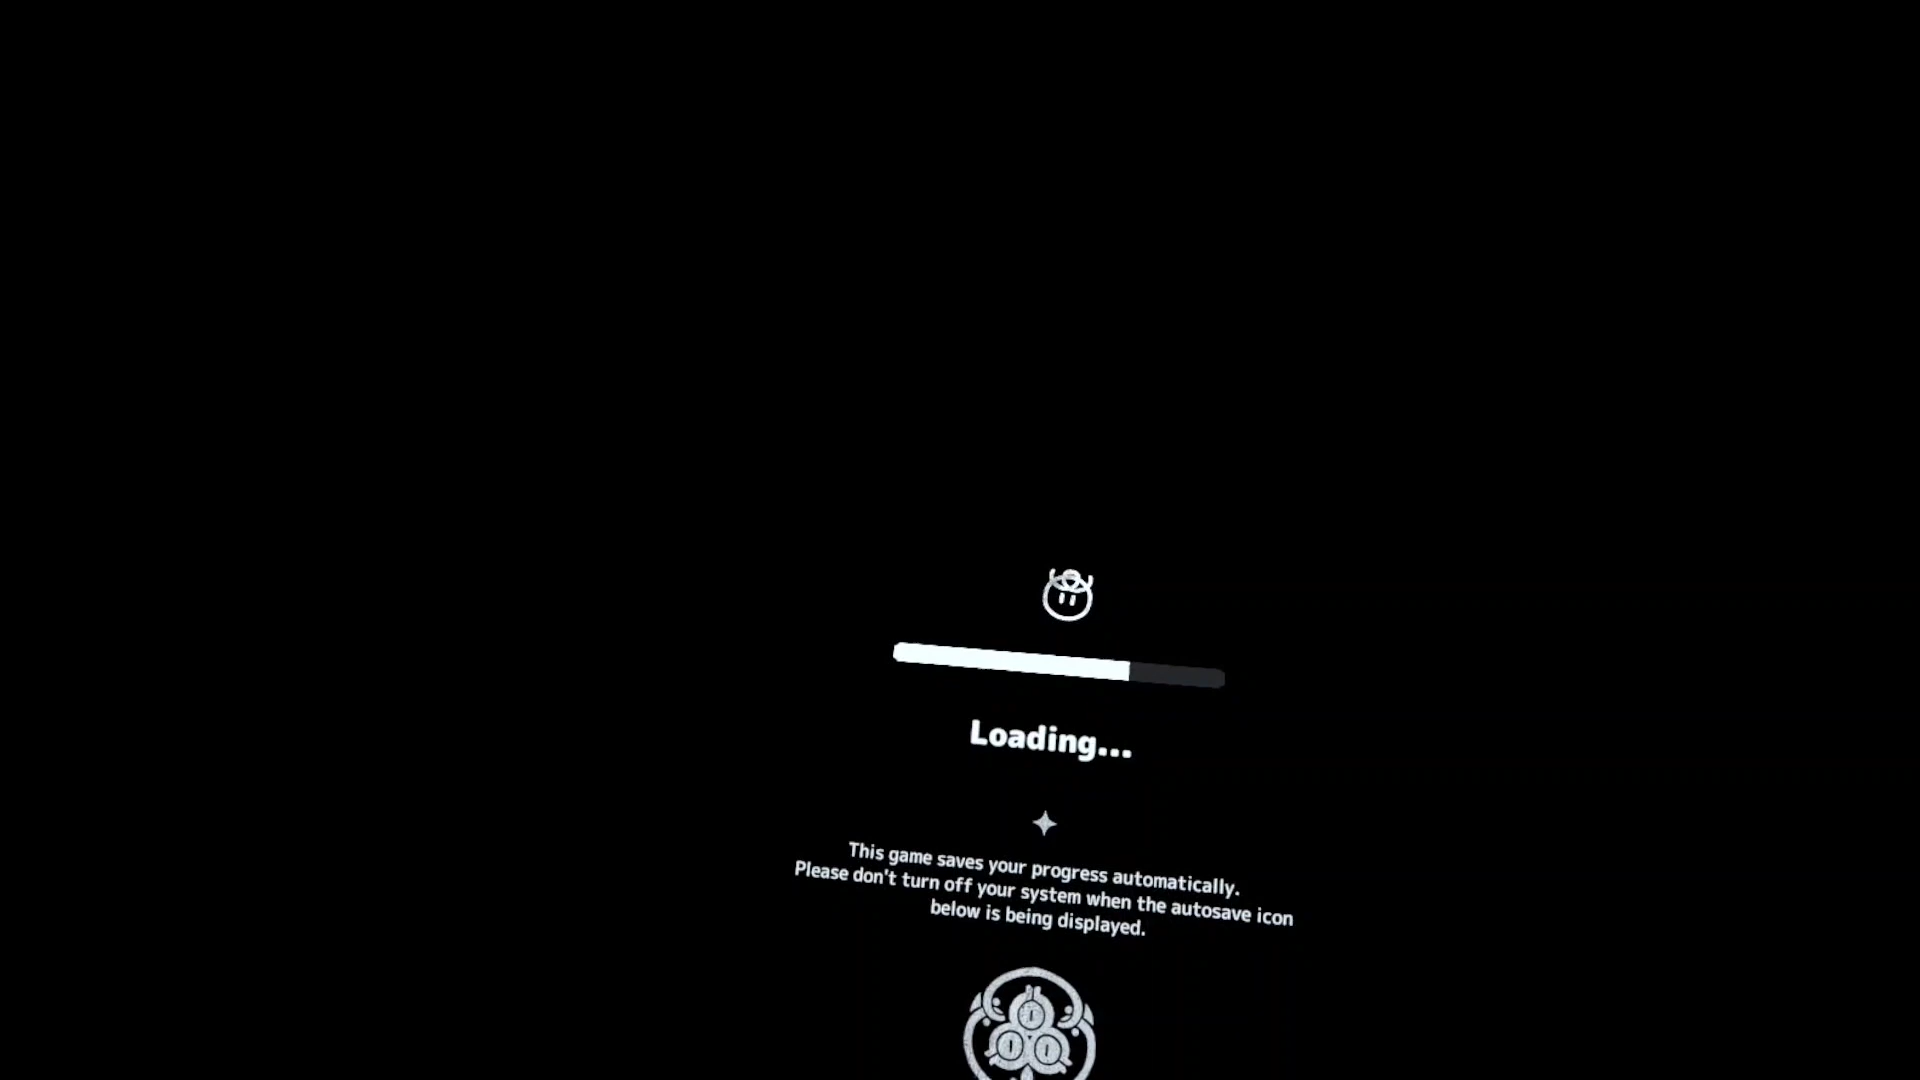 Loading...
This game saves your progress automatically.
Please don't turn off your system when the autosave icon
below is being displayed.